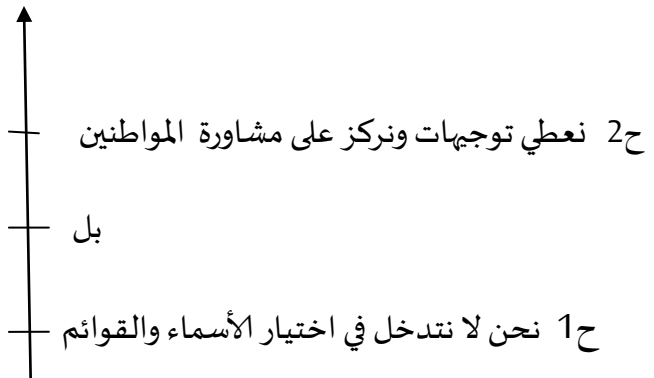 ح2 نعطي توجيهات ونركز على مشاورة المواطنين
بل
ح1 نحن لا نتدخل في اختيار الأسماء والقوائم